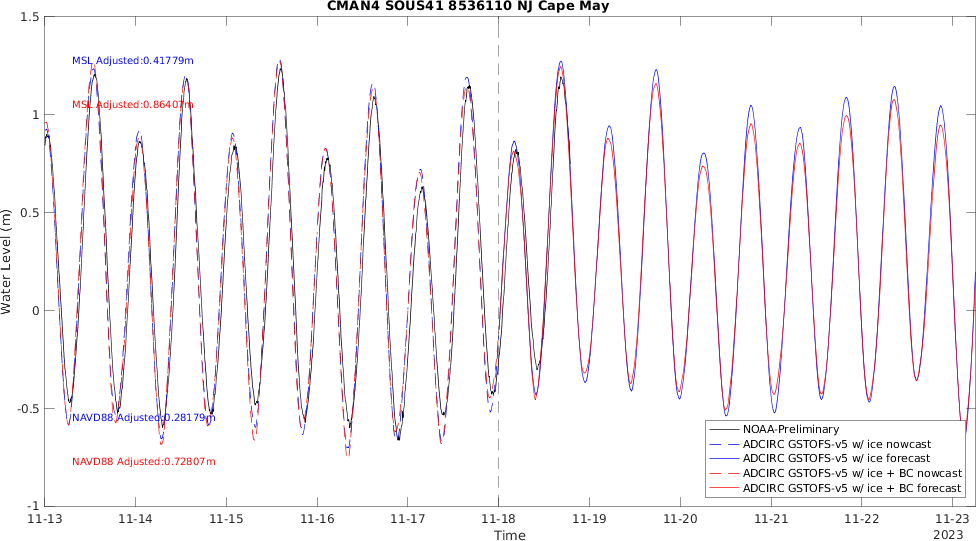 CMAN4 SOUS41 8536110 NJ Cape May
1.5
1
0.5
0
-0.5
-1
Water Level (m)
MSL Adjusted:0.41779m
MSL Adjusted:0.86407m
NAVD88 Adjusted:0.28179m
NAVD88 Adjusted:0.72807m
NOAA-Preliminary
ADCIRC GSTOFS-v5 w/ ice nowcast
ADCIRC GSTOFS-v5 w/ ice forecast
ADCIRC GSTOFS-v5 w/ ice + BC nowcast
ADCIRC GSTOFS-v5 w/ ice + BC forecast
11-13 11-14 11-15 11-16 11-17 11-18 11-19 11-20 11-21 11-22 11-23
Time
2023